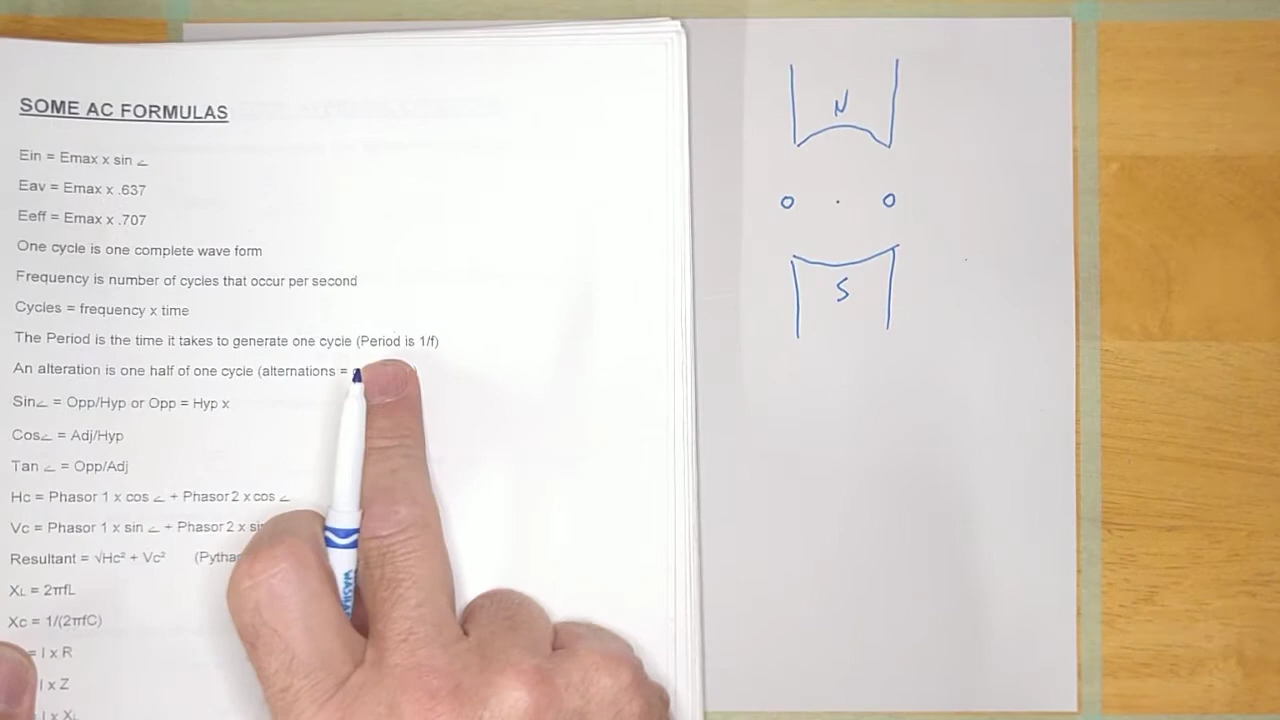 SOME AC FORMULAS
Ein = Emax x sin ∠
Eav = Emax x .637
Eeff = Emax x .707
One cycle is one complete wave form
Frequency is number of cycles that occur per second
Cycles = frequency x time
The Period is the time it takes to generate one cycle (Period is 1/f)
An alteration is one half of one cycle (alternations =
Sin∠ = Opp/Hyp or Opp = Hyp x
Cos∠ = Adj/Hyp
Tan ∠ = Opp/Adj
Hc = Phasor 1 x cos ∠ + Phasor 2 x cos ∠
Vc = Phasor 1 x sin ∠ + Phasor 2 x
Resultant = √Hc² + Vc²
XL = 2πfL
Xc = 1/(2πfC)
= I x R
I x Z
I x XL
N
S